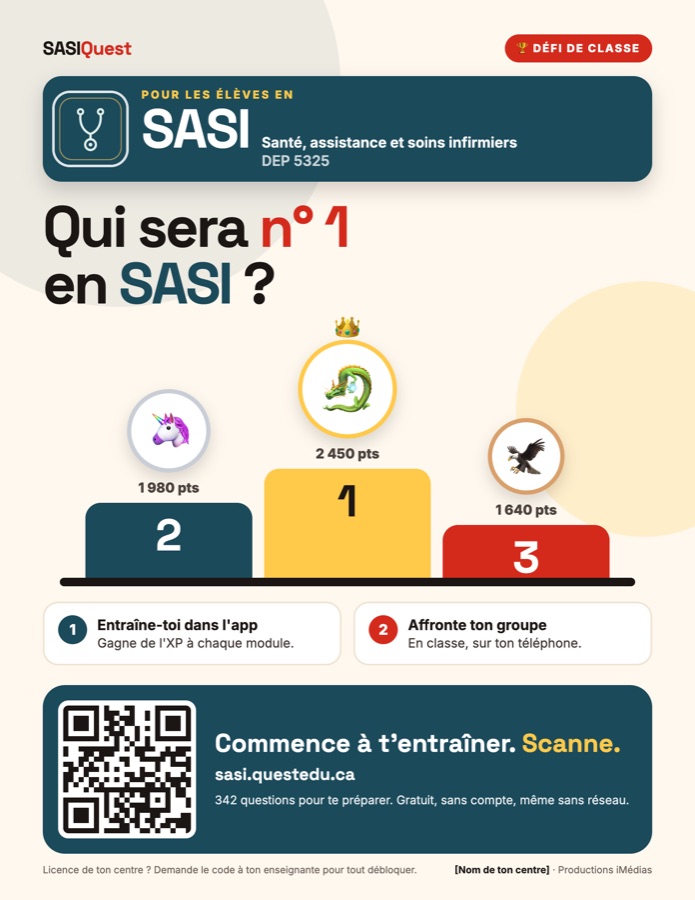 SASIQuest
🏆 DÉFI DE CLASSE
POUR LES ÉLÈVES EN
SASI
Santé, assistance et soins infirmiers
DEP 5325
Qui sera n° 1
en SASI ?
2 450 pts
1 980 pts
1 640 pts
1
2
3
1 Entraîne-toi dans l'app
Gagne de l'XP à chaque module.
2 Affronte ton groupe
En classe, sur ton téléphone.
Commence à t'entraîner. Scanne.
sasi.questedu.ca
342 questions pour te préparer. Gratuit, sans compte, même sans réseau.
Licence de ton centre ? Demande le code à ton enseignante pour tout débloquer.
[Nom de ton centre] · Productions iMédias